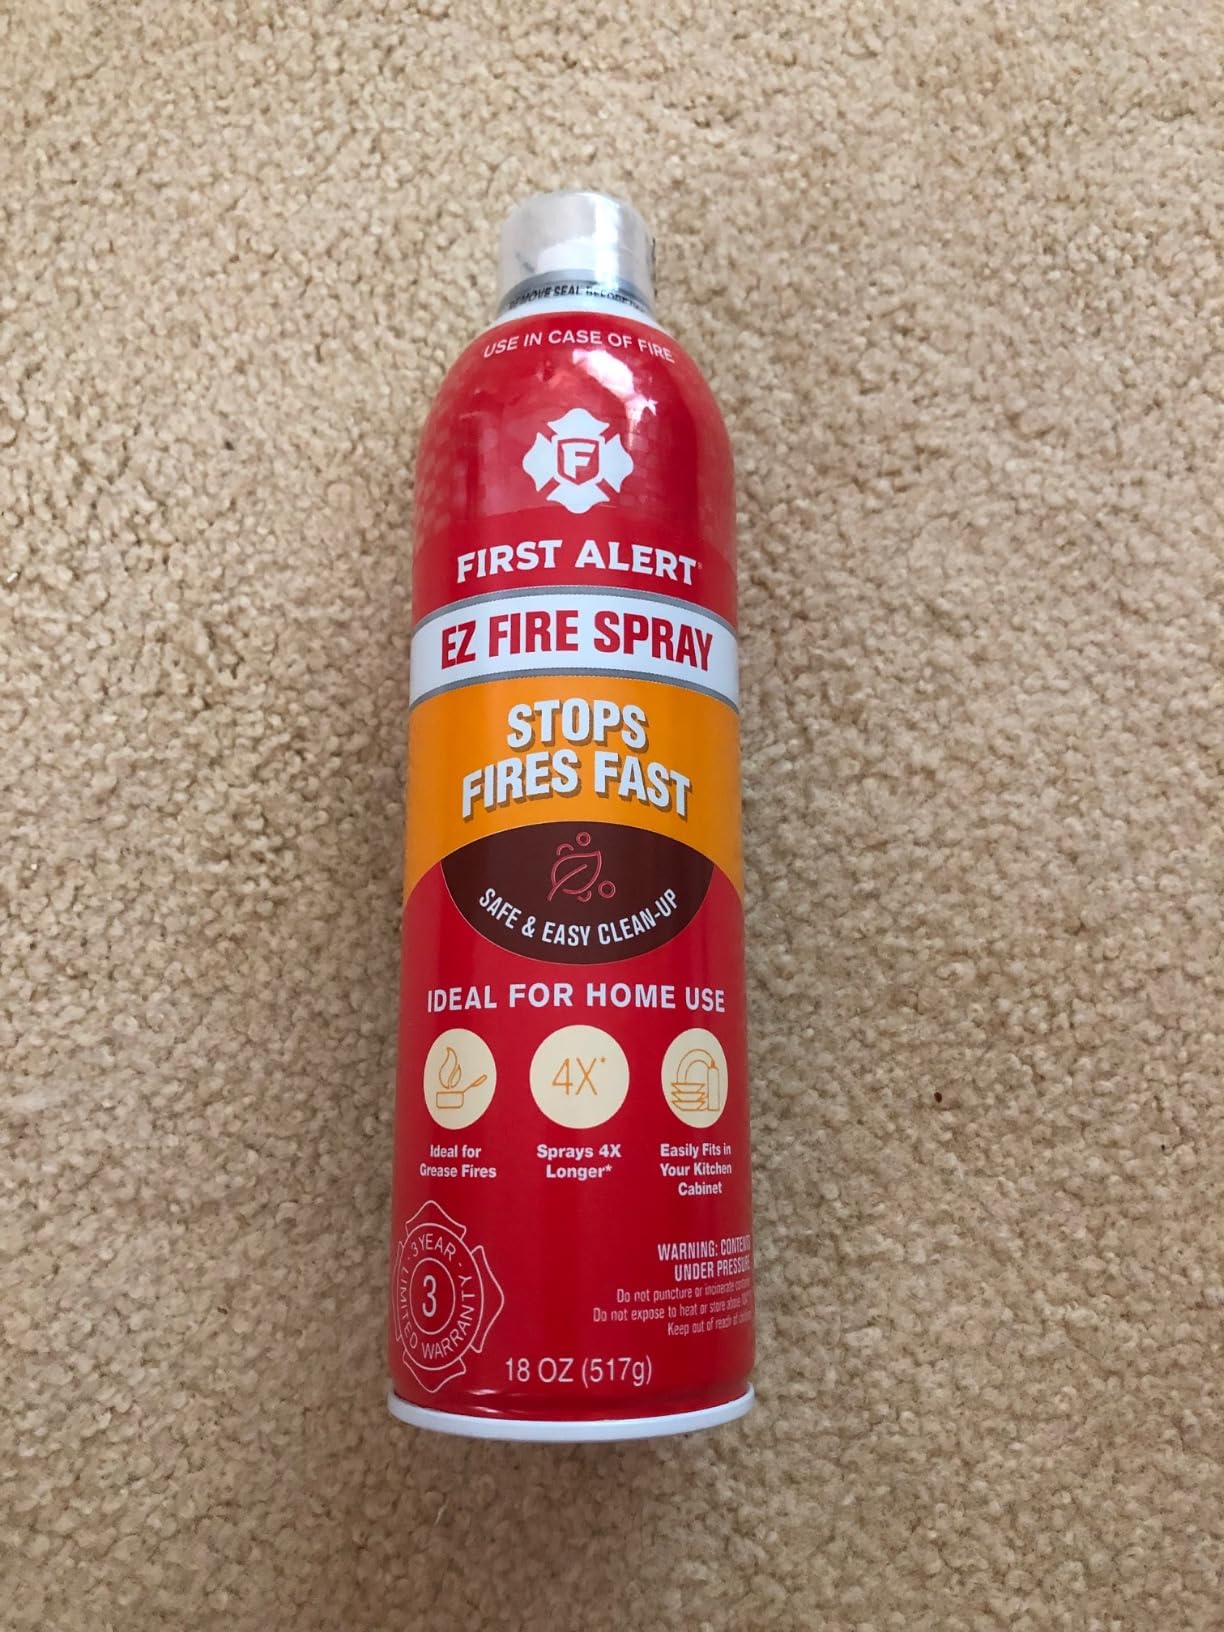 REMOVE SEAL BEFORE
USE IN CASE OF FIRE
F
FIRST ALERT
EZ FIRE SPRAY
STOPS
FIRES FAST
SAFE & EASY CLEAN-UP
IDEAL FOR HOME USE
4X*
Ideal for
Grease Fires
Sprays 4X
Longer*
Easily Fits in
Your Kitchen
Cabinet
3 YEAR
3
LIMITED WARRANTY
WARNING: CONTENTS
UNDER PRESSURE
Do not puncture or incinerate
Do not expose to heat or store above
Keep out of reach of
18 OZ (517g)